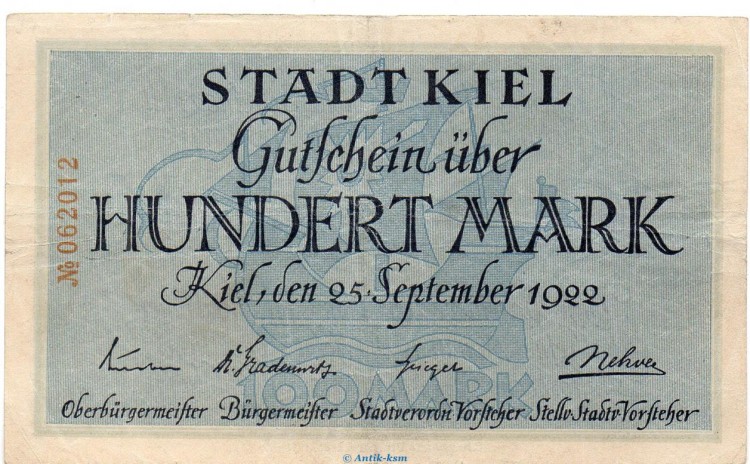 STADT KIEL
Gutschein über
HUNDERT MARK
Kiel, den 25. September 1922
№ 062012
100 MARK
Oberbürgermeister Bürgermeister Stadtverordn Vorsteher Stellv Stadtv Vorsteher
© Antik-ksm